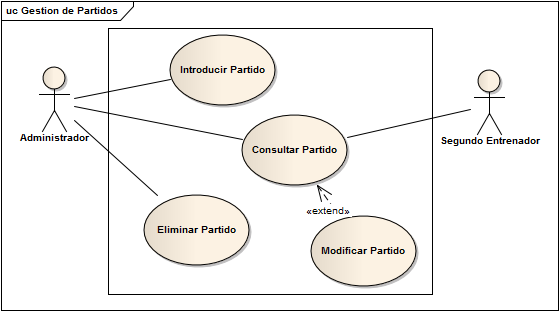 uc Gestion de Partidos
Introducir Partido
Administrador
Consultar Partido
Segundo Entrenador
«extend»
Eliminar Partido
Modificar Partido